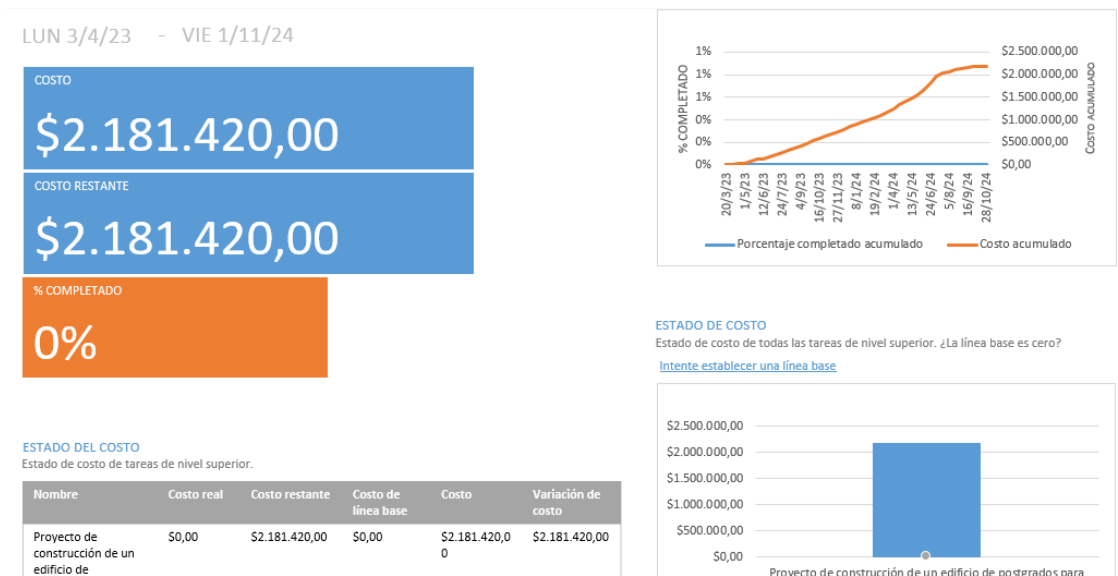 LUN 3/4/23 - VIE 1/11/24
COSTO
$2.181.420,00
COSTO RESTANTE
$2.181.420,00
% COMPLETADO
0%
ESTADO DEL COSTO
Estado de costo de tareas de nivel superior.
Nombre Costo real Costo restante Costo de Costo Variación de
línea base costo
Proyecto de $0,00 $2.181.420,00 $0,00 $2.181.420,0 $2.181.420,00
construcción de un 0
edificio de
1% $2.500.000,00
1% $2.000.000,00
1% $1.500.000,00
0% $1.000.000,00
0% $500.000,00
0% $0,00
% COMPLETADO
COSTO ACUMULADO
20/3/23
1/5/23
12/6/23
24/7/23
4/9/23
16/10/23
27/11/23
8/1/24
19/2/24
1/4/24
13/5/24
24/6/24
5/8/24
16/9/24
28/10/24
Porcentaje completado acumulado Costo acumulado
ESTADO DE COSTO
Estado de costo de todas las tareas de nivel superior. ¿La línea base es cero?
Intente establecer una línea base
$2.500.000,00
$2.000.000,00
$1.500.000,00
$1.000.000,00
$500.000,00
$0,00
Proyecto de construcción de un edificio de postgrados para